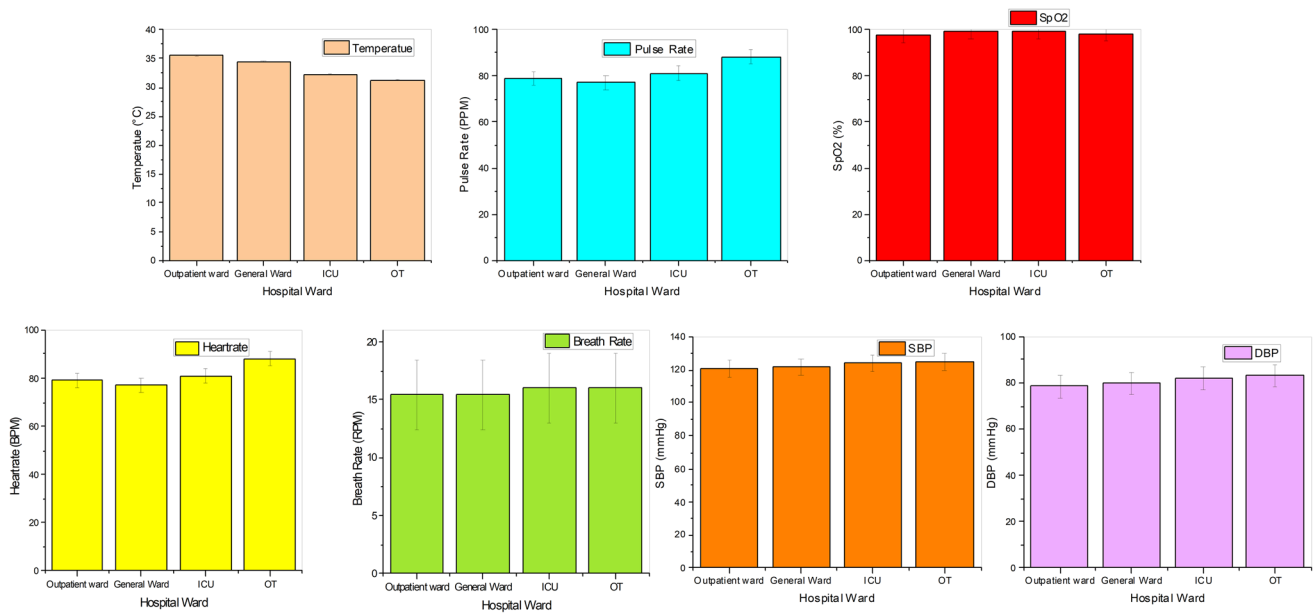 Temperatue
Temperatue (°C)
40
35
30
25
20
15
10
5
0
Outpatient ward General Ward ICU OT
Hospital Ward
Pulse Rate
Pulse Rate (PPM)
100
80
60
40
20
0
Outpatient ward General Ward ICU OT
Hospital Ward
SpO2
SpO2 (%)
100
80
60
40
20
0
Outpatient ward General Ward ICU OT
Hospital Ward
Heartrate
Heartrate (BPM)
100
80
60
40
20
0
Outpatient ward General Ward ICU OT
Hospital Ward
Breath Rate
Breath Rate (RPM)
20
15
10
5
0
Outpatient ward General Ward ICU OT
Hospital Ward
SBP
SBP (mmHg)
140
120
100
80
60
40
20
0
Outpatient ward General Ward ICU OT
Hospital Ward
DBP
DBP (mmHg)
100
80
60
40
20
0
Outpatient ward General Ward ICU OT
Hospital Ward